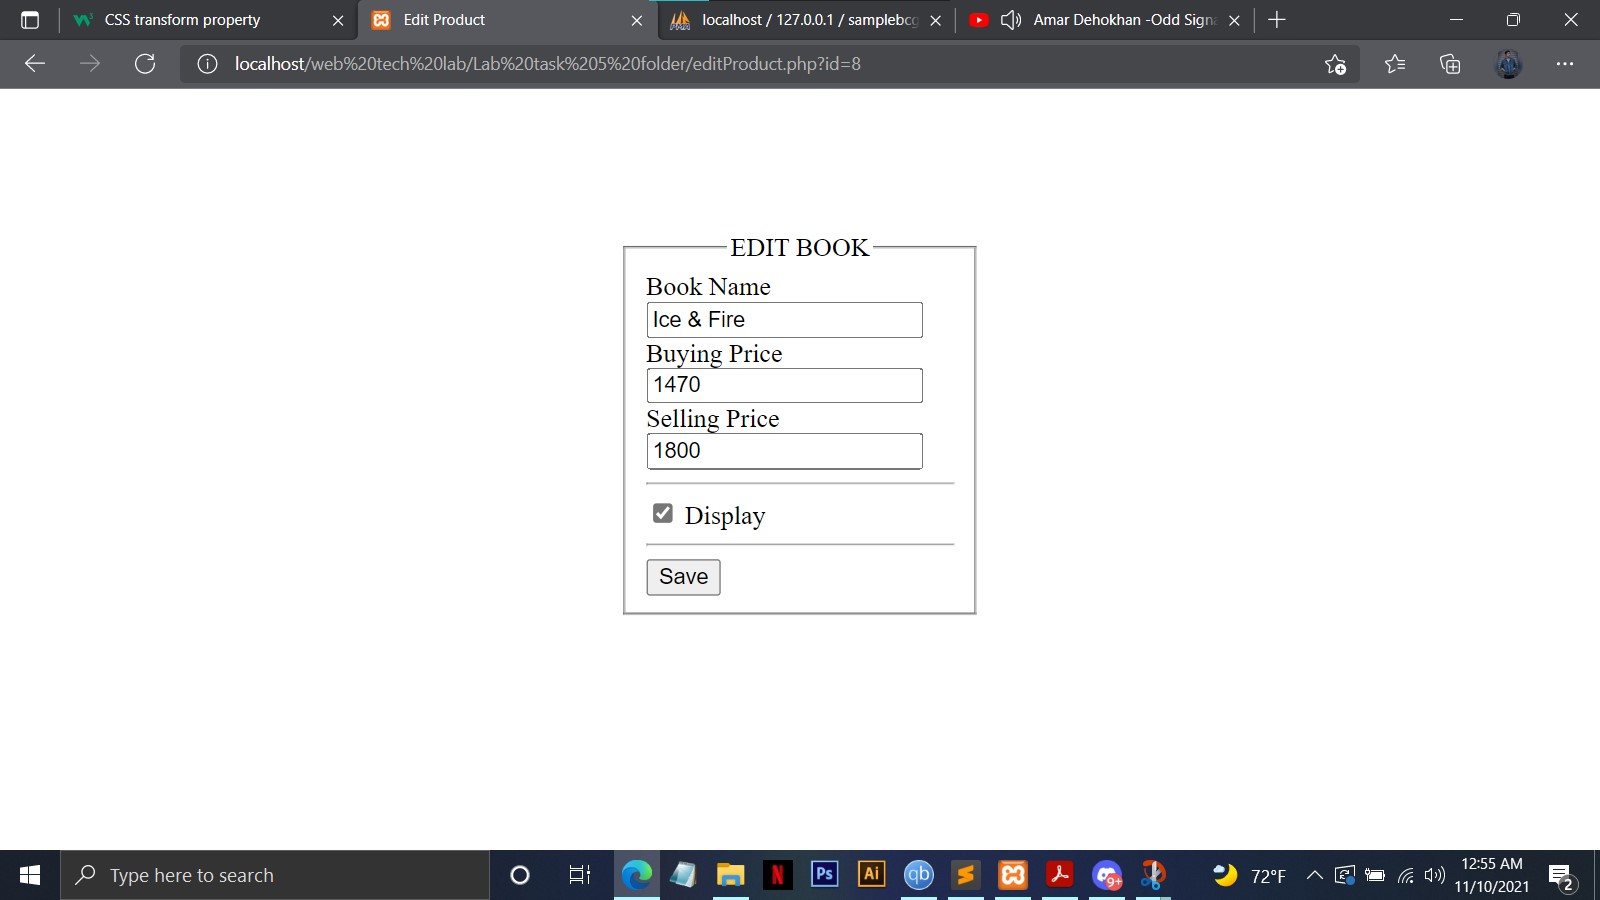 CSS transform property
Edit Product
localhost / 127.0.0.1 / samplebcg
Amar Dehokhan -Odd Signa
localhost/web%20tech%20lab/Lab%20task%205%20folder/editProduct.php?id=8
EDIT BOOK
Book Name
Ice & Fire
Buying Price
1470
Selling Price
1800
Display
Save
Type here to search
N
Ps
Ai
qb
9+
72°F
12:55 AM
11/10/2021
2